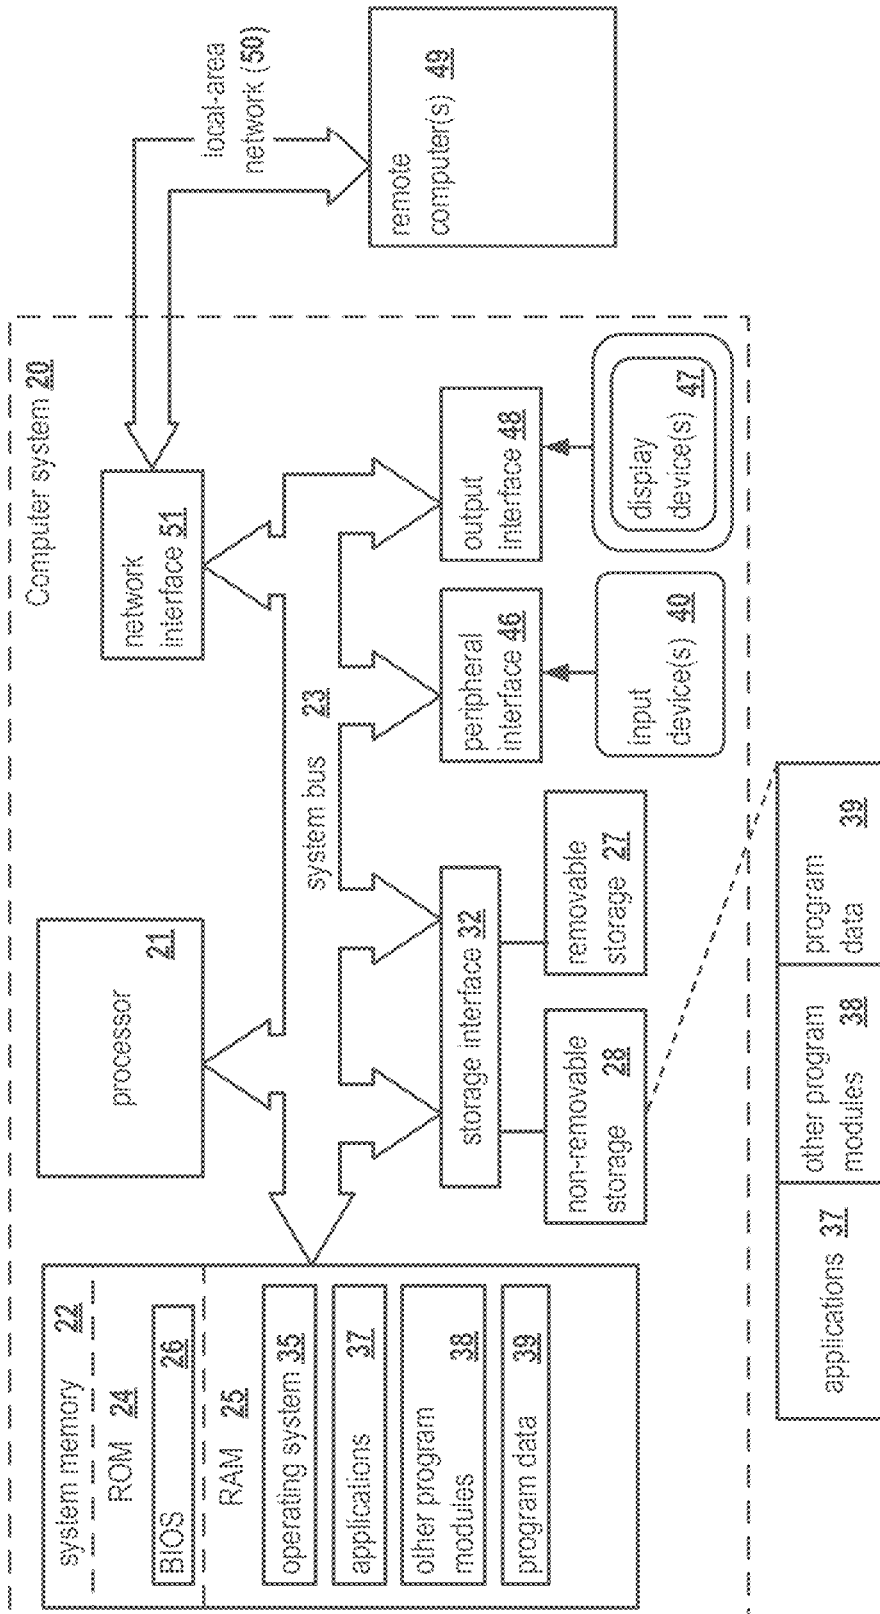 Computer system 20
system memory 22
ROM 24
BIOS 26
RAM 25
operating system 35
applications 37
other program
modules 38
program data 39
processor
21
network
interface 51
local-area
network (50)
system bus 23
storage interface 32
non-removable
storage 28
removable
storage 27
peripheral
interface 46
output
interface 48
input
device(s) 40
display
device(s) 47
remote
computer(s) 49
applications 37
other program
modules 38
program
data 39